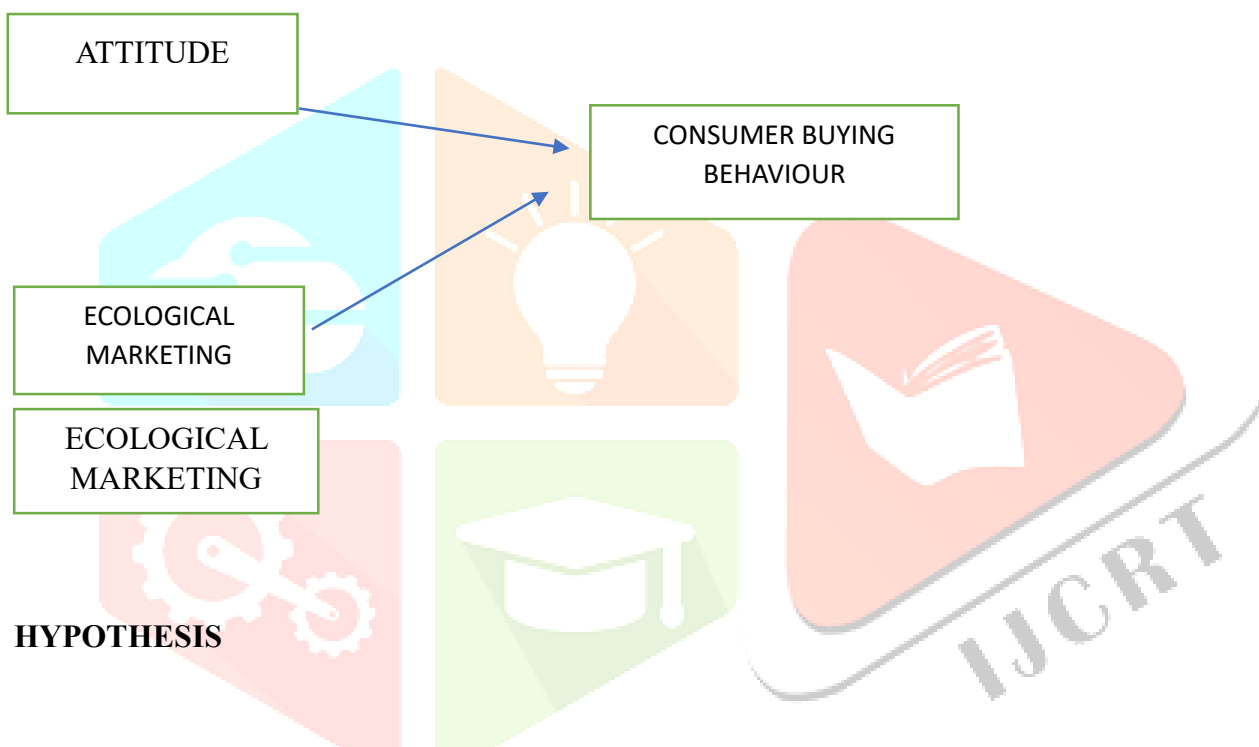 ATTITUDE
CONSUMER BUYING
BEHAVIOUR
ECOLOGICAL
MARKETING
ECOLOGICAL
MARKETING
HYPOTHESIS
IJCRT